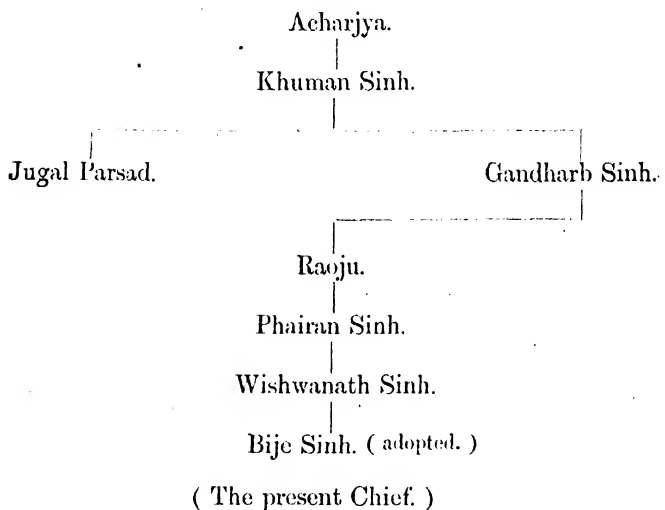 Acharjya.
Khuman Sinh.
Jugal Parsad. Gandharb Sinh.
Raoju.
Phairan Sinh.
Wishwanath Sinh.
Bije Sinh. ( adopted. )
( The present Chief. )